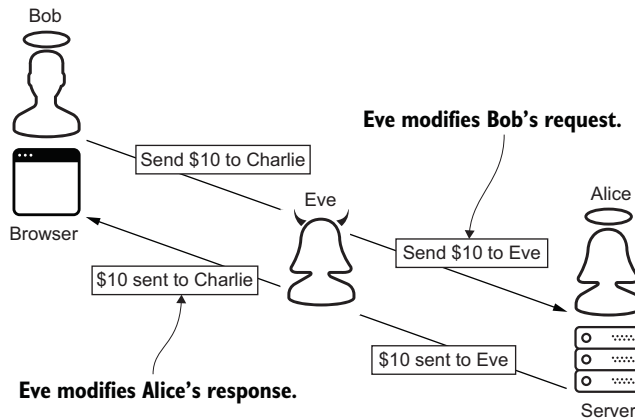 Bob
Eve modifies Bob's request.
Send $10 to Charlie
Eve
Alice
Browser
Send $10 to Eve
$10 sent to Charlie
$10 sent to Eve
Eve modifies Alice's response.
Server